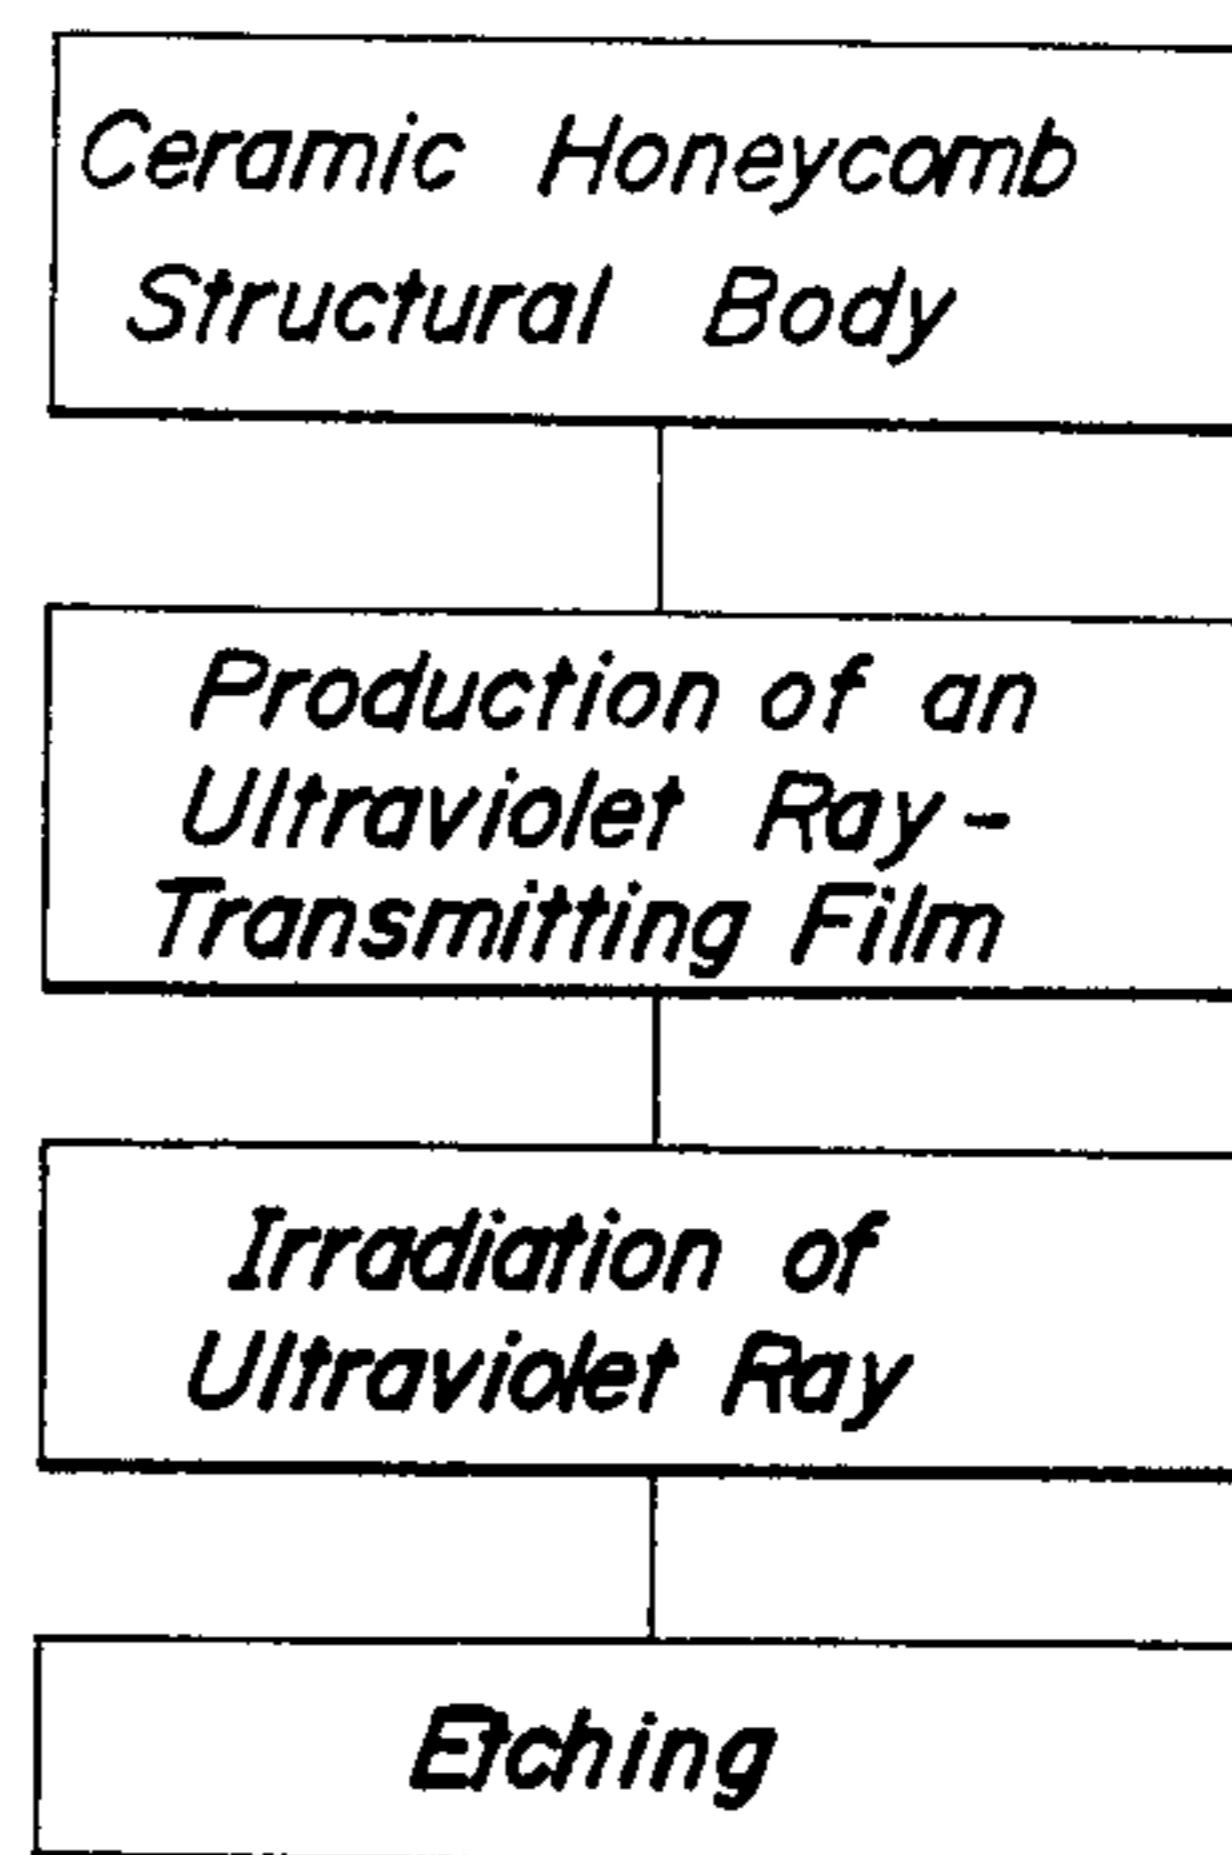 Ceramic Honeycomb
Structural Body
Production of an
Ultraviolet Ray-
Transmitting Film
Irradiation of
Ultraviolet Ray
Etching